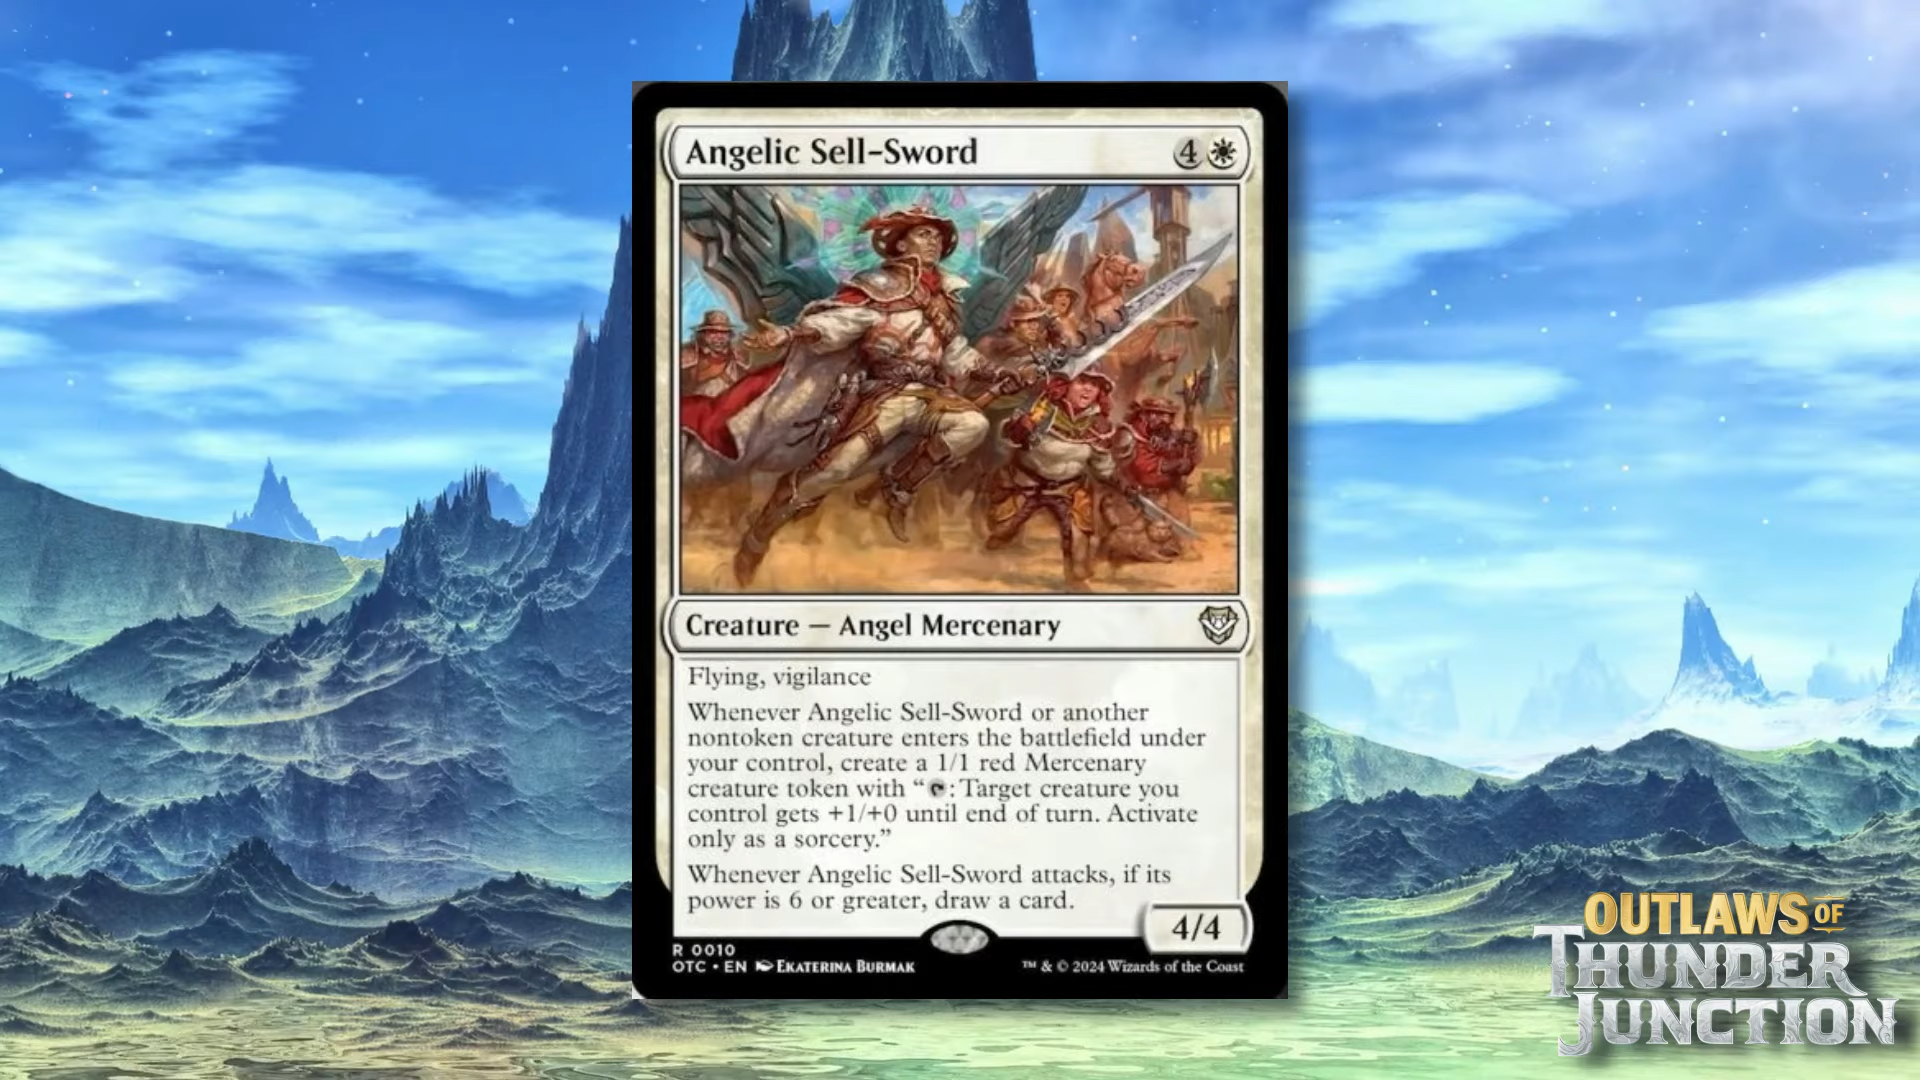 Angelic Sell-Sword 4
Creature — Angel Mercenary
Flying, vigilance
Whenever Angelic Sell-Sword or another
nontoken creature enters the battlefield under
your control, create a 1/1 red Mercenary
creature token with “: Target creature you
control gets +1/+0 until end of turn. Activate
only as a sorcery.”
Whenever Angelic Sell-Sword attacks, if its
power is 6 or greater, draw a card.
4/4
R 0010
OTC • EN EKATERINA BURMAK
™ & © 2024 Wizards of the Coast
OUTLAWS OF
THUNDER
JUNCTION